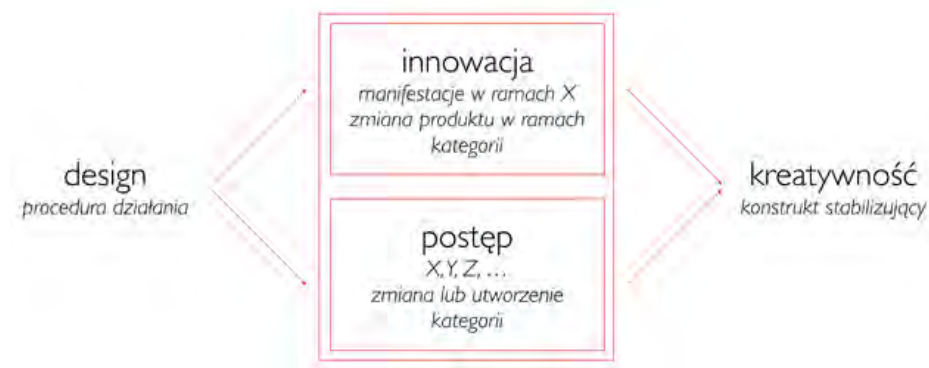 design
procedura działania
innowacja
manifestacje w ramach X
zmiana produktu w ramach
kategorii
postęp
X, Y, Z, ...
zmiana lub utworzenie
kategorii
kreatywność
konstrukt stabilizujący